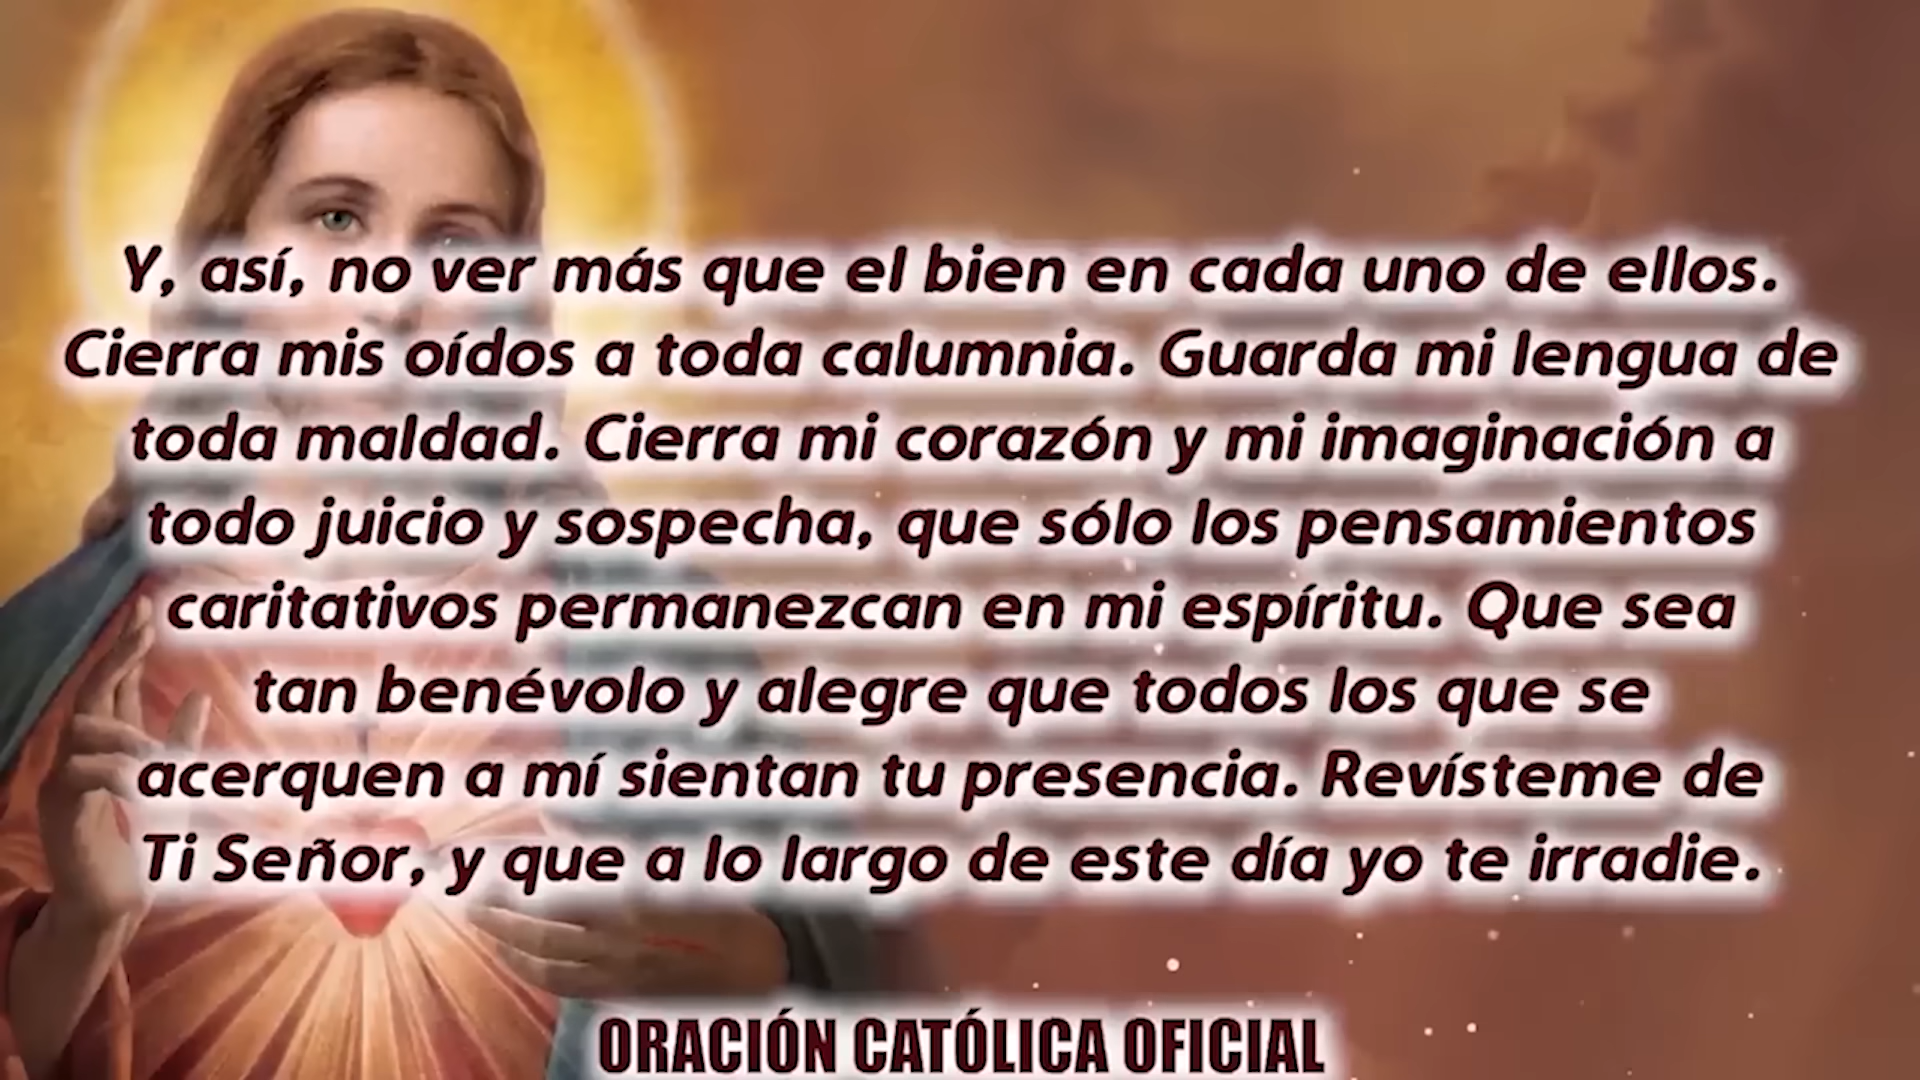 Y, así, no ver más que el bien en cada uno de ellos.
Cierra mis oídos a toda calumnia. Guarda mi lengua de
toda maldad. Cierra mi corazón y mi imaginación a
todo juicio y sospecha, que sólo los pensamientos
caritativos permanezcan en mi espíritu. Que sea
tan benévolo y alegre que todos los que se
acerquen a mí sientan tu presencia. Revísteme de
Ti Señor, y que a lo largo de este día yo te irradie.
ORACIÓN CATÓLICA OFICIAL